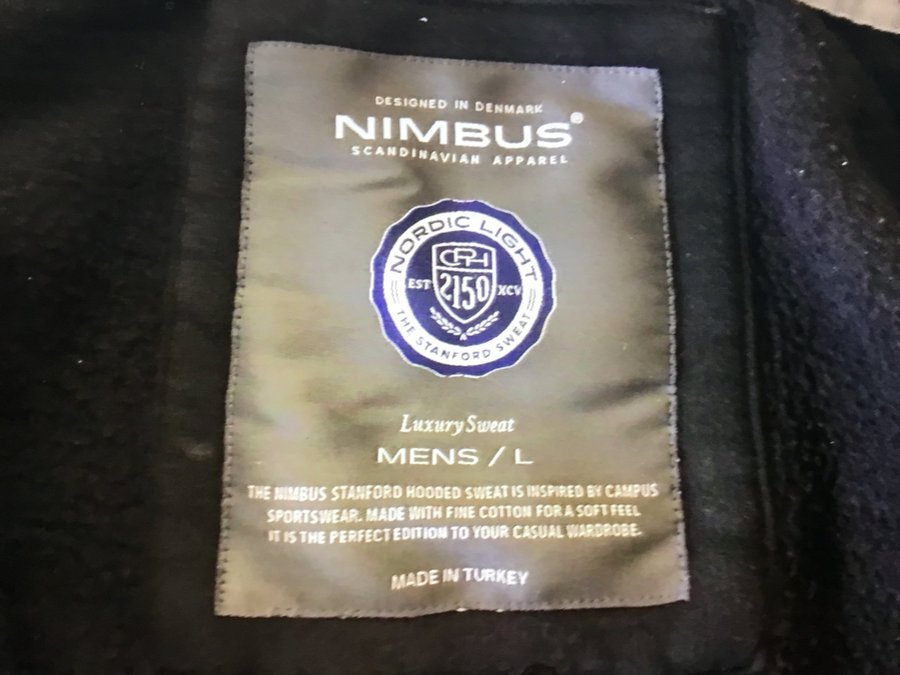 DESIGNED IN DENMARK
NIMBUS®
SCANDINAVIAN APPAREL
NORDIC LIGHT
CPH
EST 2150 XCV
THE STANFORD SWEAT
Luxury Sweat
MENS / L
THE NIMBUS STANFORD HOODED SWEAT IS INSPIRED BY CAMPUS
SPORTSWEAR. MADE WITH FINE COTTON FOR A SOFT FEEL
IT IS THE PERFECT EDITION TO YOUR CASUAL WARDROBE.
MADE IN TURKEY